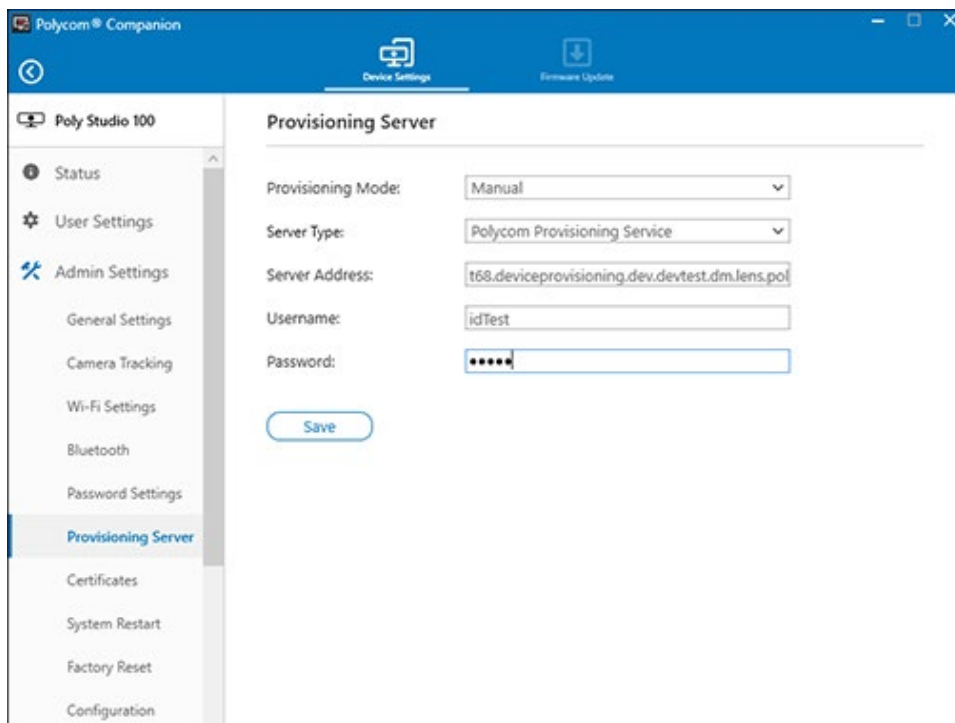 Polycom® Companion
Device Settings
Firmware Update
Poly Studio 100
Status
User Settings
Admin Settings
General Settings
Camera Tracking
Wi-Fi Settings
Bluetooth
Password Settings
Provisioning Server
Certificates
System Restart
Factory Reset
Configuration
Provisioning Server
Provisioning Mode: Manual
Server Type: Polycom Provisioning Service
Server Address: t68.deviceprovisioning.dev.devtest.dm.lens.pol
Username: idTest
Password: •••••
Save